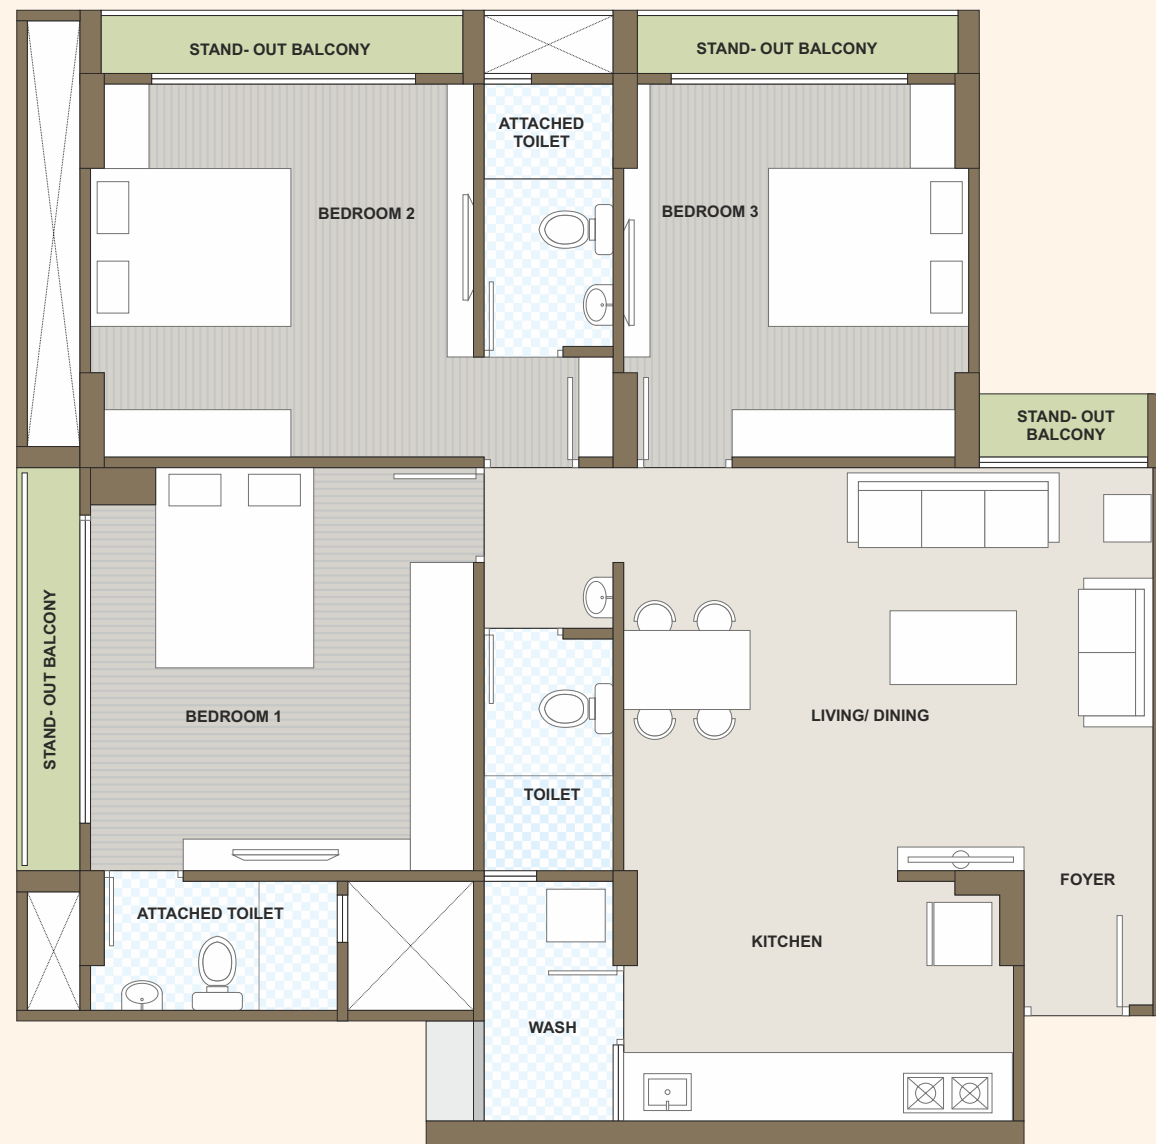 STAND- OUT BALCONY
STAND- OUT BALCONY
ATTACHED
TOILET
BEDROOM 2
BEDROOM 3
STAND- OUT
BALCONY
STAND- OUT BALCONY
BEDROOM 1
LIVING/ DINING
TOILET
FOYER
ATTACHED TOILET
KITCHEN
WASH